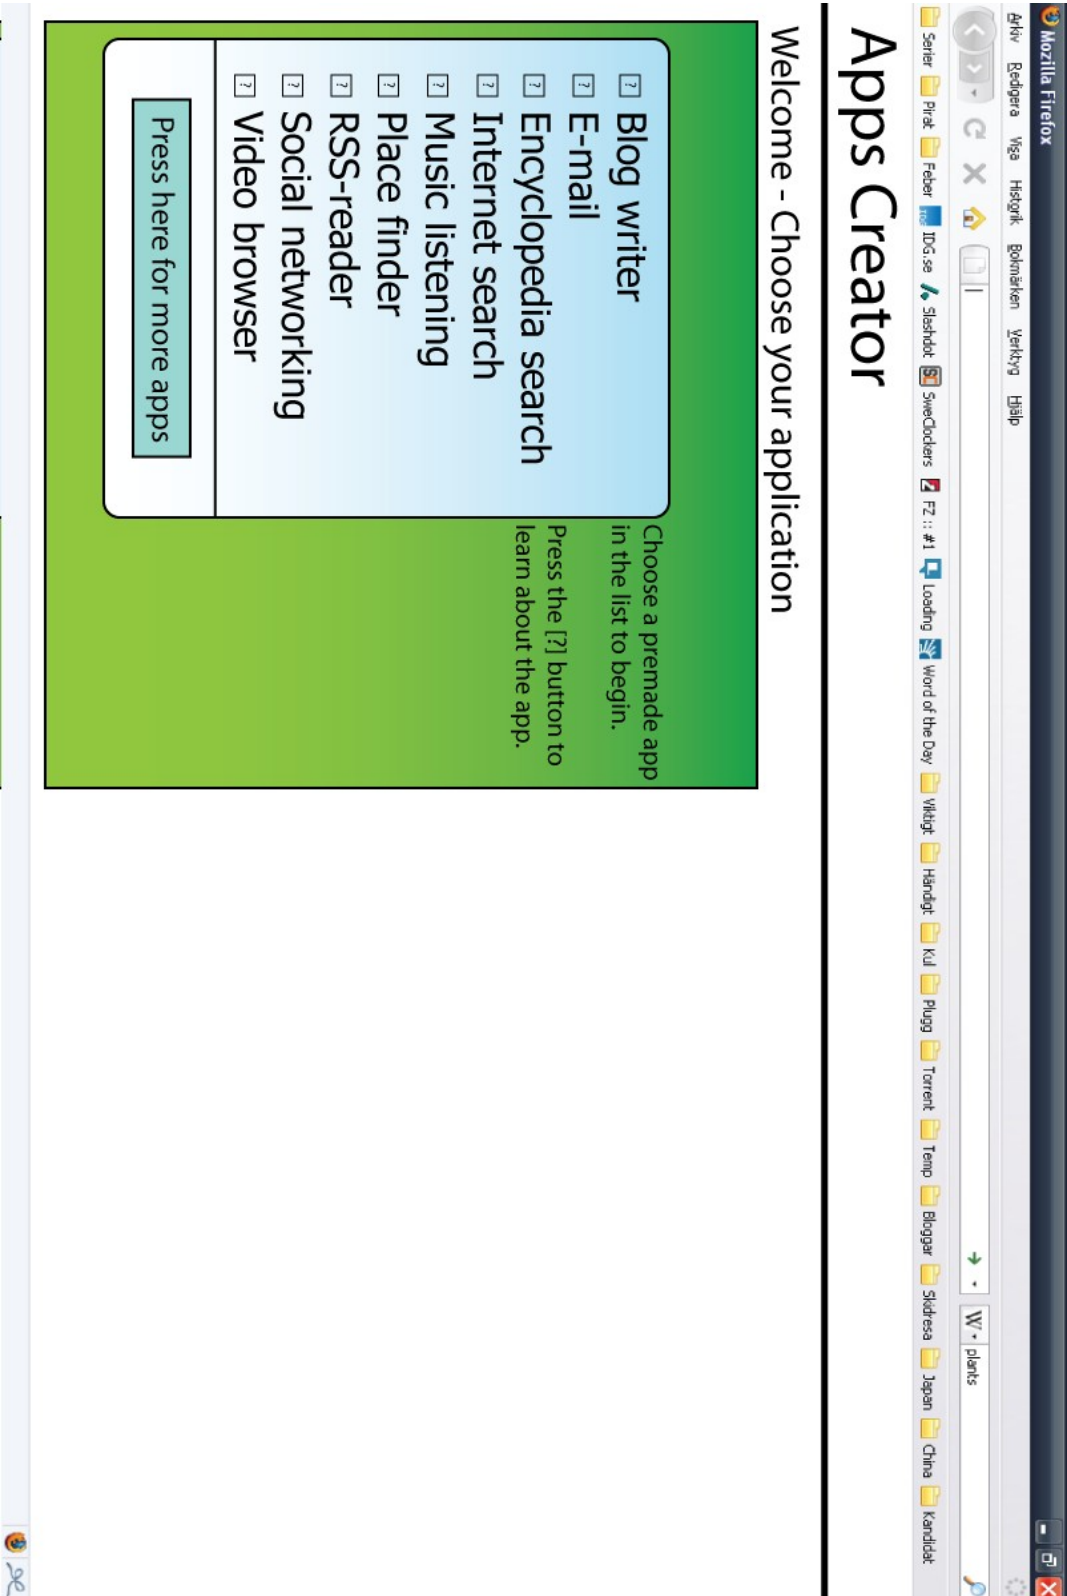 Mozilla Firefox
Arkiv Redigera Visa Historik Bokmärken Verktyg Hjälp
W plants
Serier Pirat Feber IDG.se Slashdot SweClockers FZ :: #1 Loading Word of the Day Viktigt Händigt Kul Plugg Torrent Temp Bloggar Skidresa Japan China Kandidat
Apps Creator
Welcome - Choose your application
[?] Blog writer
[?] E-mail
[?] Encyclopedia search
[?] Internet search
[?] Music listening
[?] Place finder
[?] RSS-reader
[?] Social networking
[?] Video browser
Press here for more apps
Choose a premade app
in the list to begin.
Press the [?] button to
learn about the app.